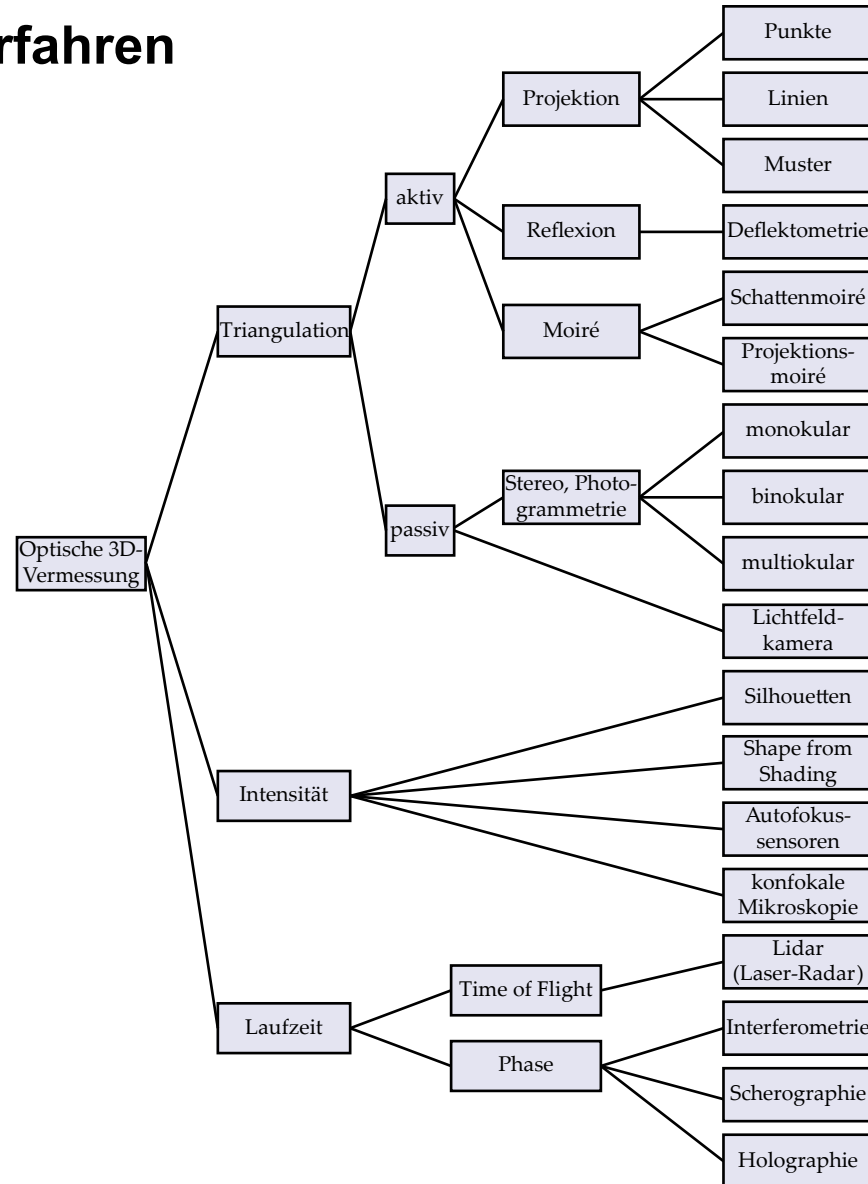 rfahren
Punkte
Projektion
Linien
Muster
aktiv
Reflexion
Deflektometrie
Triangulation
Moiré
Schattenmoiré
Projektions-
moiré
monokular
Stereo, Photo-
grammetrie
binokular
passiv
multiokular
Optische 3D-
Vermessung
Lichtfeld-
kamera
Silhouetten
Shape from
Shading
Intensität
Autofokus-
sensoren
konfokale
Mikroskopie
Lidar
(Laser-Radar)
Time of Flight
Laufzeit
Interferometrie
Phase
Scherographie
Holographie